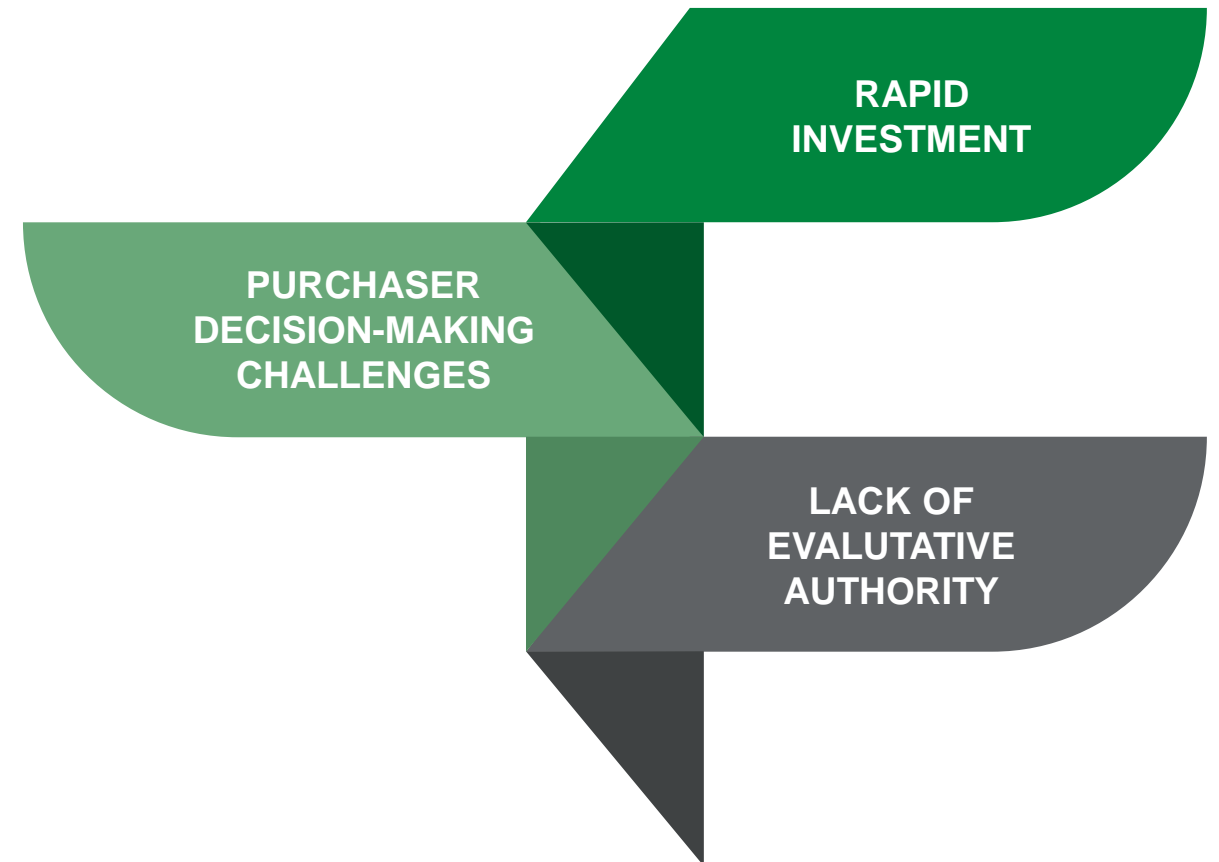 RAPID
INVESTMENT
PURCHASER
DECISION-MAKING
CHALLENGES
LACK OF
EVALUTATIVE
AUTHORITY